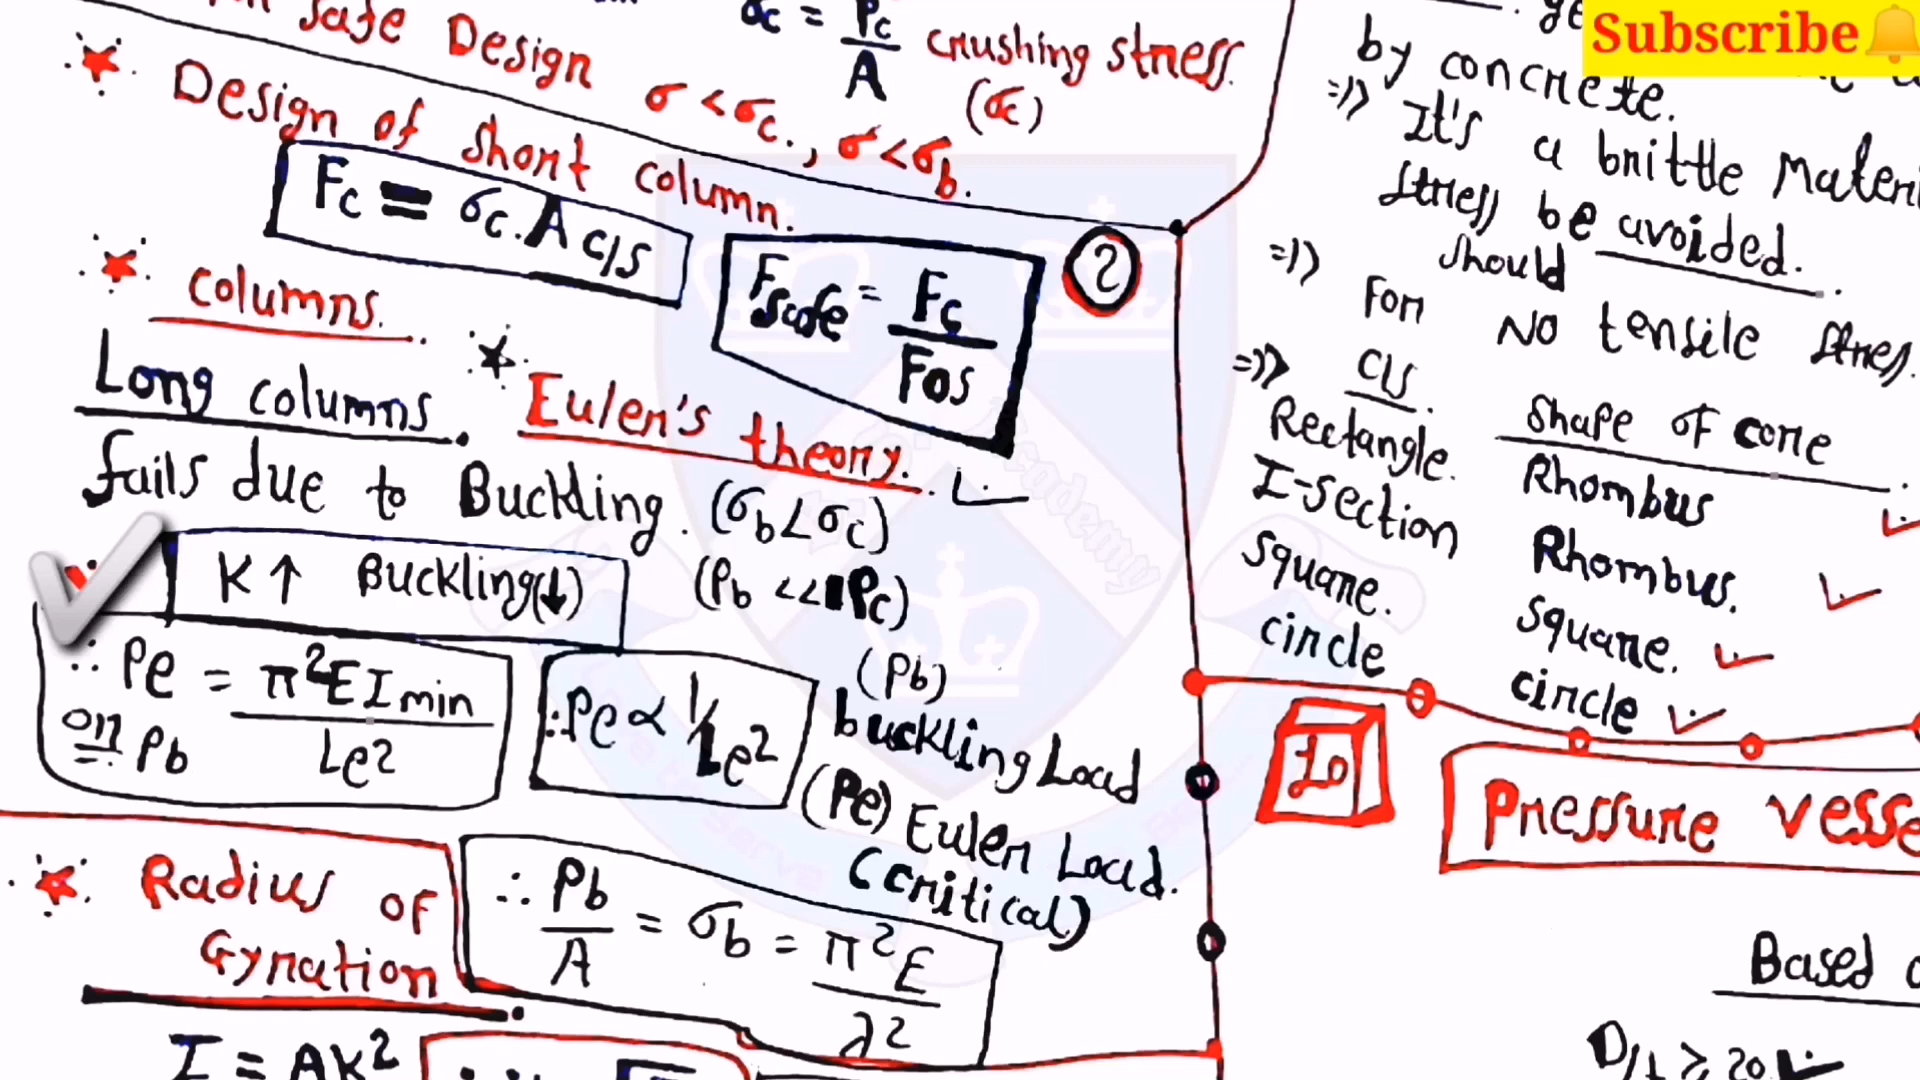 safe Design σ < σc., σ < σb.
σc = Pc/A crushing stress.
(σc)
Design of short column.
Fc = σc.A c/s
Fsafe = Fc/FOS
2
columns.
Long columns.
Euler's theory.
fails due to Buckling. (σb < σc)
K ↑ Buckling(↓)
(Pb << Pc)
∴ Pe = π²EImin/Le²
or Pb
∴ Pe ∝ 1/Le²
(Pb)
buckling Load
(Pe) Euler Load.
(critical)
Radius of
Gyration
∴ Pb/A = σb = π²E/λ²
I = AK²
Subscribe
by concrete.
=>> It's a brittle Materi
stress be avoided.
=>> should
For NO tensile stress.
=>> c/s. Shape of core
Rectangle. Rhombus
I-section Rhombus.
square. square.
circle circle
10
Pressure vesse
Based
D/t ≥ 20
Academy